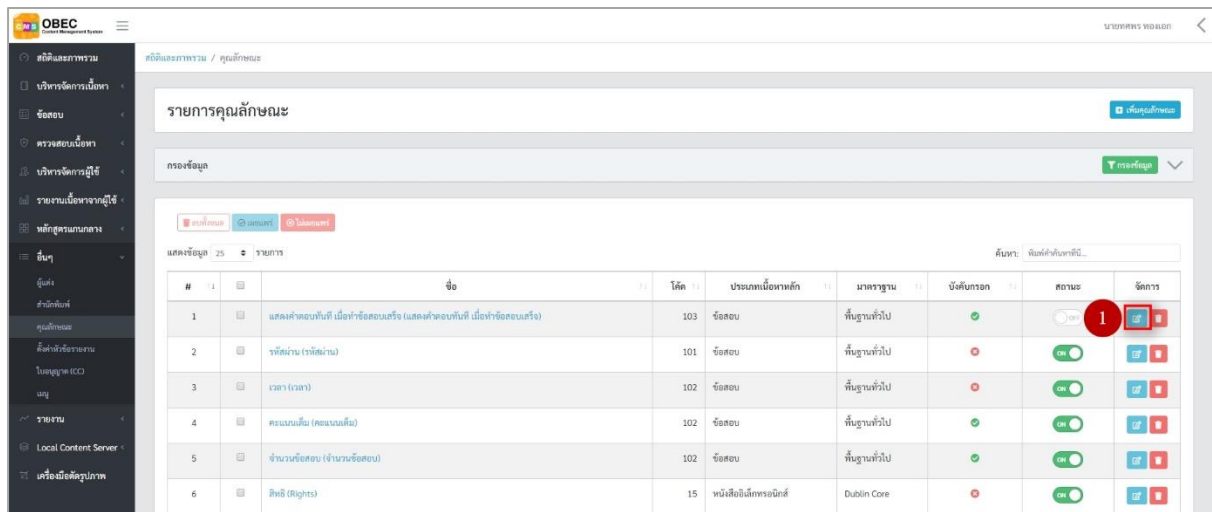 CMS OBEC
Content Management System
นายทศพร ทองเอก
สถิติและภาพรวม
บริหารจัดการเนื้อหา
ข้อสอบ
ตรวจสอบเนื้อหา
บริหารจัดการผู้ใช้
รายงานเนื้อหาจากผู้ใช้
หลักสูตรแกนกลาง
อื่นๆ
ผู้แต่ง
สำนักพิมพ์
คุณลักษณะ
ตั้งค่าหัวข้อรายงาน
ใบอนุญาต (CC)
เมนู
รายงาน
Local Content Server
เครื่องมือตัดรูปภาพ
สถิติและภาพรวม / คุณลักษณะ
รายการคุณลักษณะ
เพิ่มคุณลักษณะ
กรองข้อมูล
กรองข้อมูล
ลบทั้งหมด เผยแพร่ ไม่เผยแพร่
แสดงข้อมูล 25 รายการ
ค้นหา: พิมพ์คำค้นหาที่นี่...
# ชื่อ โค้ด ประเภทเนื้อหาหลัก มาตราฐาน บังคับกรอก สถานะ จัดการ
1 แสดงคำตอบทันที เมื่อทำข้อสอบเสร็จ (แสดงคำตอบทันที เมื่อทำข้อสอบเสร็จ) 103 ข้อสอบ พื้นฐานทั่วไป OFF 1
2 รหัสผ่าน (รหัสผ่าน) 101 ข้อสอบ พื้นฐานทั่วไป ON
3 เวลา (เวลา) 102 ข้อสอบ พื้นฐานทั่วไป ON
4 คะแนนเต็ม (คะแนนเต็ม) 102 ข้อสอบ พื้นฐานทั่วไป ON
5 จำนวนข้อสอบ (จำนวนข้อสอบ) 102 ข้อสอบ พื้นฐานทั่วไป ON
6 สิทธิ (Rights) 15 หนังสืออิเล็กทรอนิกส์ Dublin Core ON